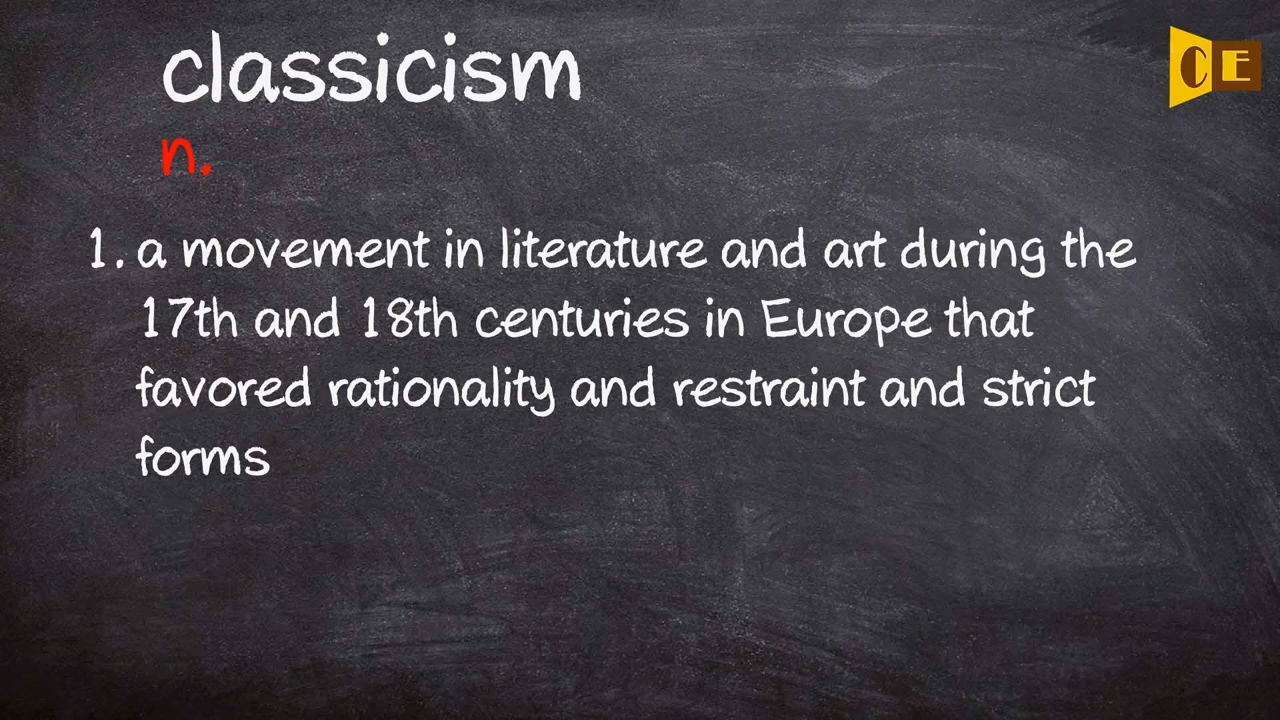 classicism
CE
n.
1. a movement in literature and art during the
17th and 18th centuries in Europe that
favored rationality and restraint and strict
forms